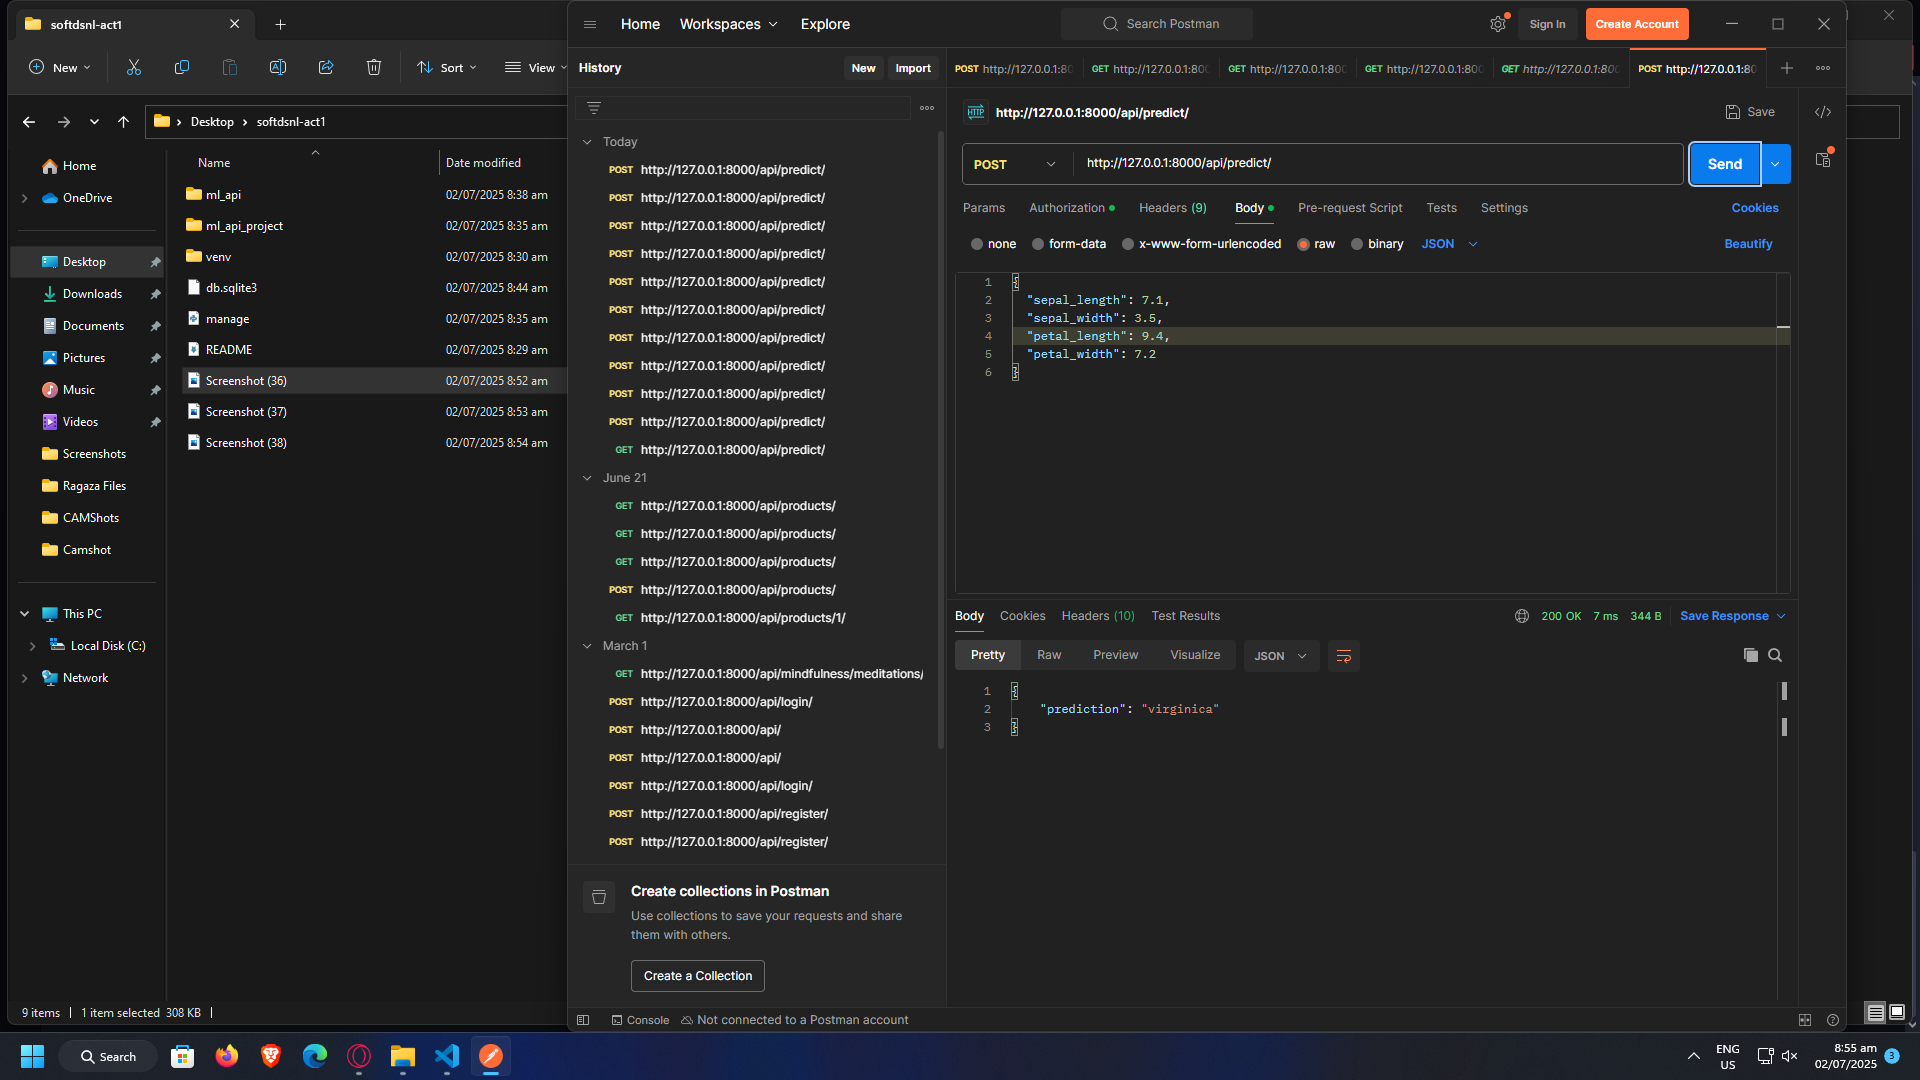 softdsnl-act1
New
Sort
View
Desktop
softdsnl-act1
Home
OneDrive
Desktop
Downloads
Documents
Pictures
Music
Videos
Screenshots
Ragaza Files
CAMShots
Camshot
This PC
Local Disk (C:)
Network
Name Date modified
ml_api 02/07/2025 8:38 am
ml_api_project 02/07/2025 8:35 am
venv 02/07/2025 8:30 am
db.sqlite3 02/07/2025 8:44 am
manage 02/07/2025 8:35 am
README 02/07/2025 8:29 am
Screenshot (36) 02/07/2025 8:52 am
Screenshot (37) 02/07/2025 8:53 am
Screenshot (38) 02/07/2025 8:54 am
9 items 1 item selected 308 KB
Home Workspaces Explore
Search Postman
Sign In
Create Account
History
New Import
Today
POST http://127.0.0.1:8000/api/predict/
POST http://127.0.0.1:8000/api/predict/
POST http://127.0.0.1:8000/api/predict/
POST http://127.0.0.1:8000/api/predict/
POST http://127.0.0.1:8000/api/predict/
POST http://127.0.0.1:8000/api/predict/
POST http://127.0.0.1:8000/api/predict/
POST http://127.0.0.1:8000/api/predict/
POST http://127.0.0.1:8000/api/predict/
POST http://127.0.0.1:8000/api/predict/
GET http://127.0.0.1:8000/api/predict/
June 21
GET http://127.0.0.1:8000/api/products/
GET http://127.0.0.1:8000/api/products/
GET http://127.0.0.1:8000/api/products/
POST http://127.0.0.1:8000/api/products/
GET http://127.0.0.1:8000/api/products/1/
March 1
GET http://127.0.0.1:8000/api/mindfulness/meditations/
POST http://127.0.0.1:8000/api/login/
POST http://127.0.0.1:8000/api/
POST http://127.0.0.1:8000/api/
POST http://127.0.0.1:8000/api/login/
POST http://127.0.0.1:8000/api/register/
POST http://127.0.0.1:8000/api/register/
Create collections in Postman
Use collections to save your requests and share
them with others.
Create a Collection
POST http://127.0.0.1:80 GET http://127.0.0.1:800 GET http://127.0.0.1:800 GET http://127.0.0.1:800 GET http://127.0.0.1:800 POST http://127.0.0.1:80
HTTP http://127.0.0.1:8000/api/predict/
Save
POST http://127.0.0.1:8000/api/predict/
Send
Params Authorization Headers (9) Body Pre-request Script Tests Settings Cookies
none form-data x-www-form-urlencoded raw binary JSON Beautify
1 {
2 "sepal_length": 7.1,
3 "sepal_width": 3.5,
4 "petal_length": 9.4,
5 "petal_width": 7.2
6 }
Body Cookies Headers (10) Test Results 200 OK 7 ms 344 B Save Response
Pretty Raw Preview Visualize JSON
1 {
2 "prediction": "virginica"
3 }
Console Not connected to a Postman account
Search
ENG
US
8:55 am
02/07/2025
3